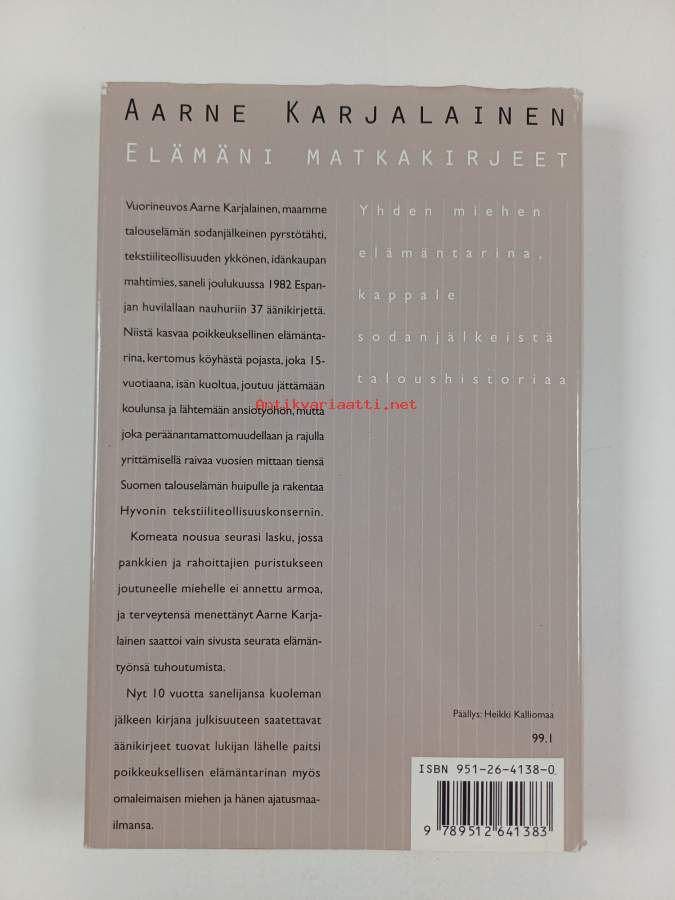 AARNE KARJALAINEN
ELÄMÄNI MATKAKIRJEET
Vuorineuvos Aarne Karjalainen, maamme
talouselämän sodanjälkeinen pyrstötähti,
tekstiiliteollisuuden ykkönen, idänkaupan
mahtimies, saneli joulukuussa 1982 Espan-
jan huvilallaan nauhuriin 37 äänikirjettä.
Niistä kasvaa poikkeuksellinen elämänta-
rina, kertomus köyhästä pojasta, joka 15-
vuotiaana, isän kuoltua, joutuu jättämään
koulunsa ja lähtemään ansiotyöhön, mutta
joka peräänantamattomuudellaan ja rajulla
yrittämisellä raivaa vuosien mittaan tiensä
Suomen talouselämän huipulle ja rakentaa
Hyvonin tekstiiliteollisuuskonsernin.
Komeata nousua seurasi lasku, jossa
pankkien ja rahoittajien puristukseen
joutuneelle miehelle ei annettu armoa,
ja terveytensä menettänyt Aarne Karja-
lainen saattoi vain sivusta seurata elämän-
työnsä tuhoutumista.
Nyt 10 vuotta sanelijansa kuoleman
jälkeen kirjana julkisuuteen saatettavat
äänikirjeet tuovat lukijan lähelle paitsi
poikkeuksellisen elämäntarinan myös
omaleimaisen miehen ja hänen ajatusmaa-
ilmansa.
Yhden miehen
elämäntarina,
kappale
sodanjälkeistä
taloushistoriaa
Antikvariaatti.net
Päällys: Heikki Kalliomaa
99.1
ISBN 951-26-4138-0
9 789512 641383